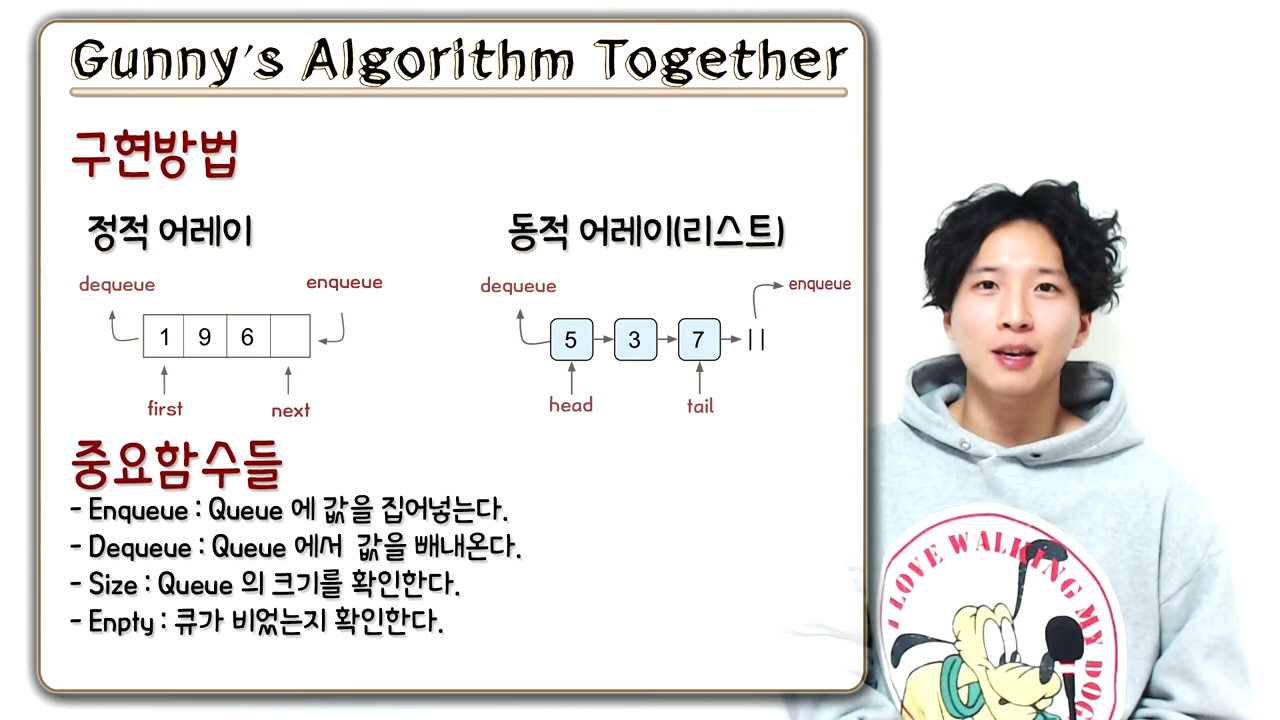 Gunny's Algorithm Together
구현방법
정적 어레이
동적 어레이(리스트)
dequeue
enqueue
1 9 6
first
next
dequeue
enqueue
5 3 7
head
tail
중요함수들
- Enqueue : Queue 에 값을 집어넣는다.
- Dequeue : Queue 에서 값을 빼내온다.
- Size : Queue 의 크기를 확인한다.
- Enpty : 큐가 비었는지 확인한다.
I LOVE WALKING MY DOG